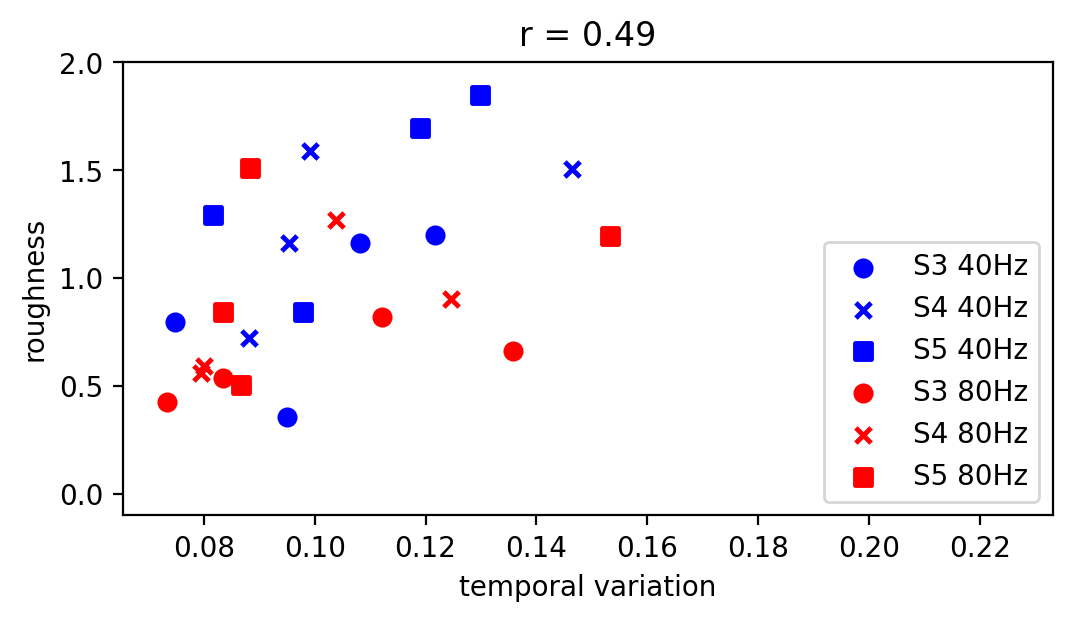 r = 0.49
roughness
2.0
1.5
1.0
0.5
0.0
S3 40Hz
S4 40Hz
S5 40Hz
S3 80Hz
S4 80Hz
S5 80Hz
0.08 0.10 0.12 0.14 0.16 0.18 0.20 0.22
temporal variation